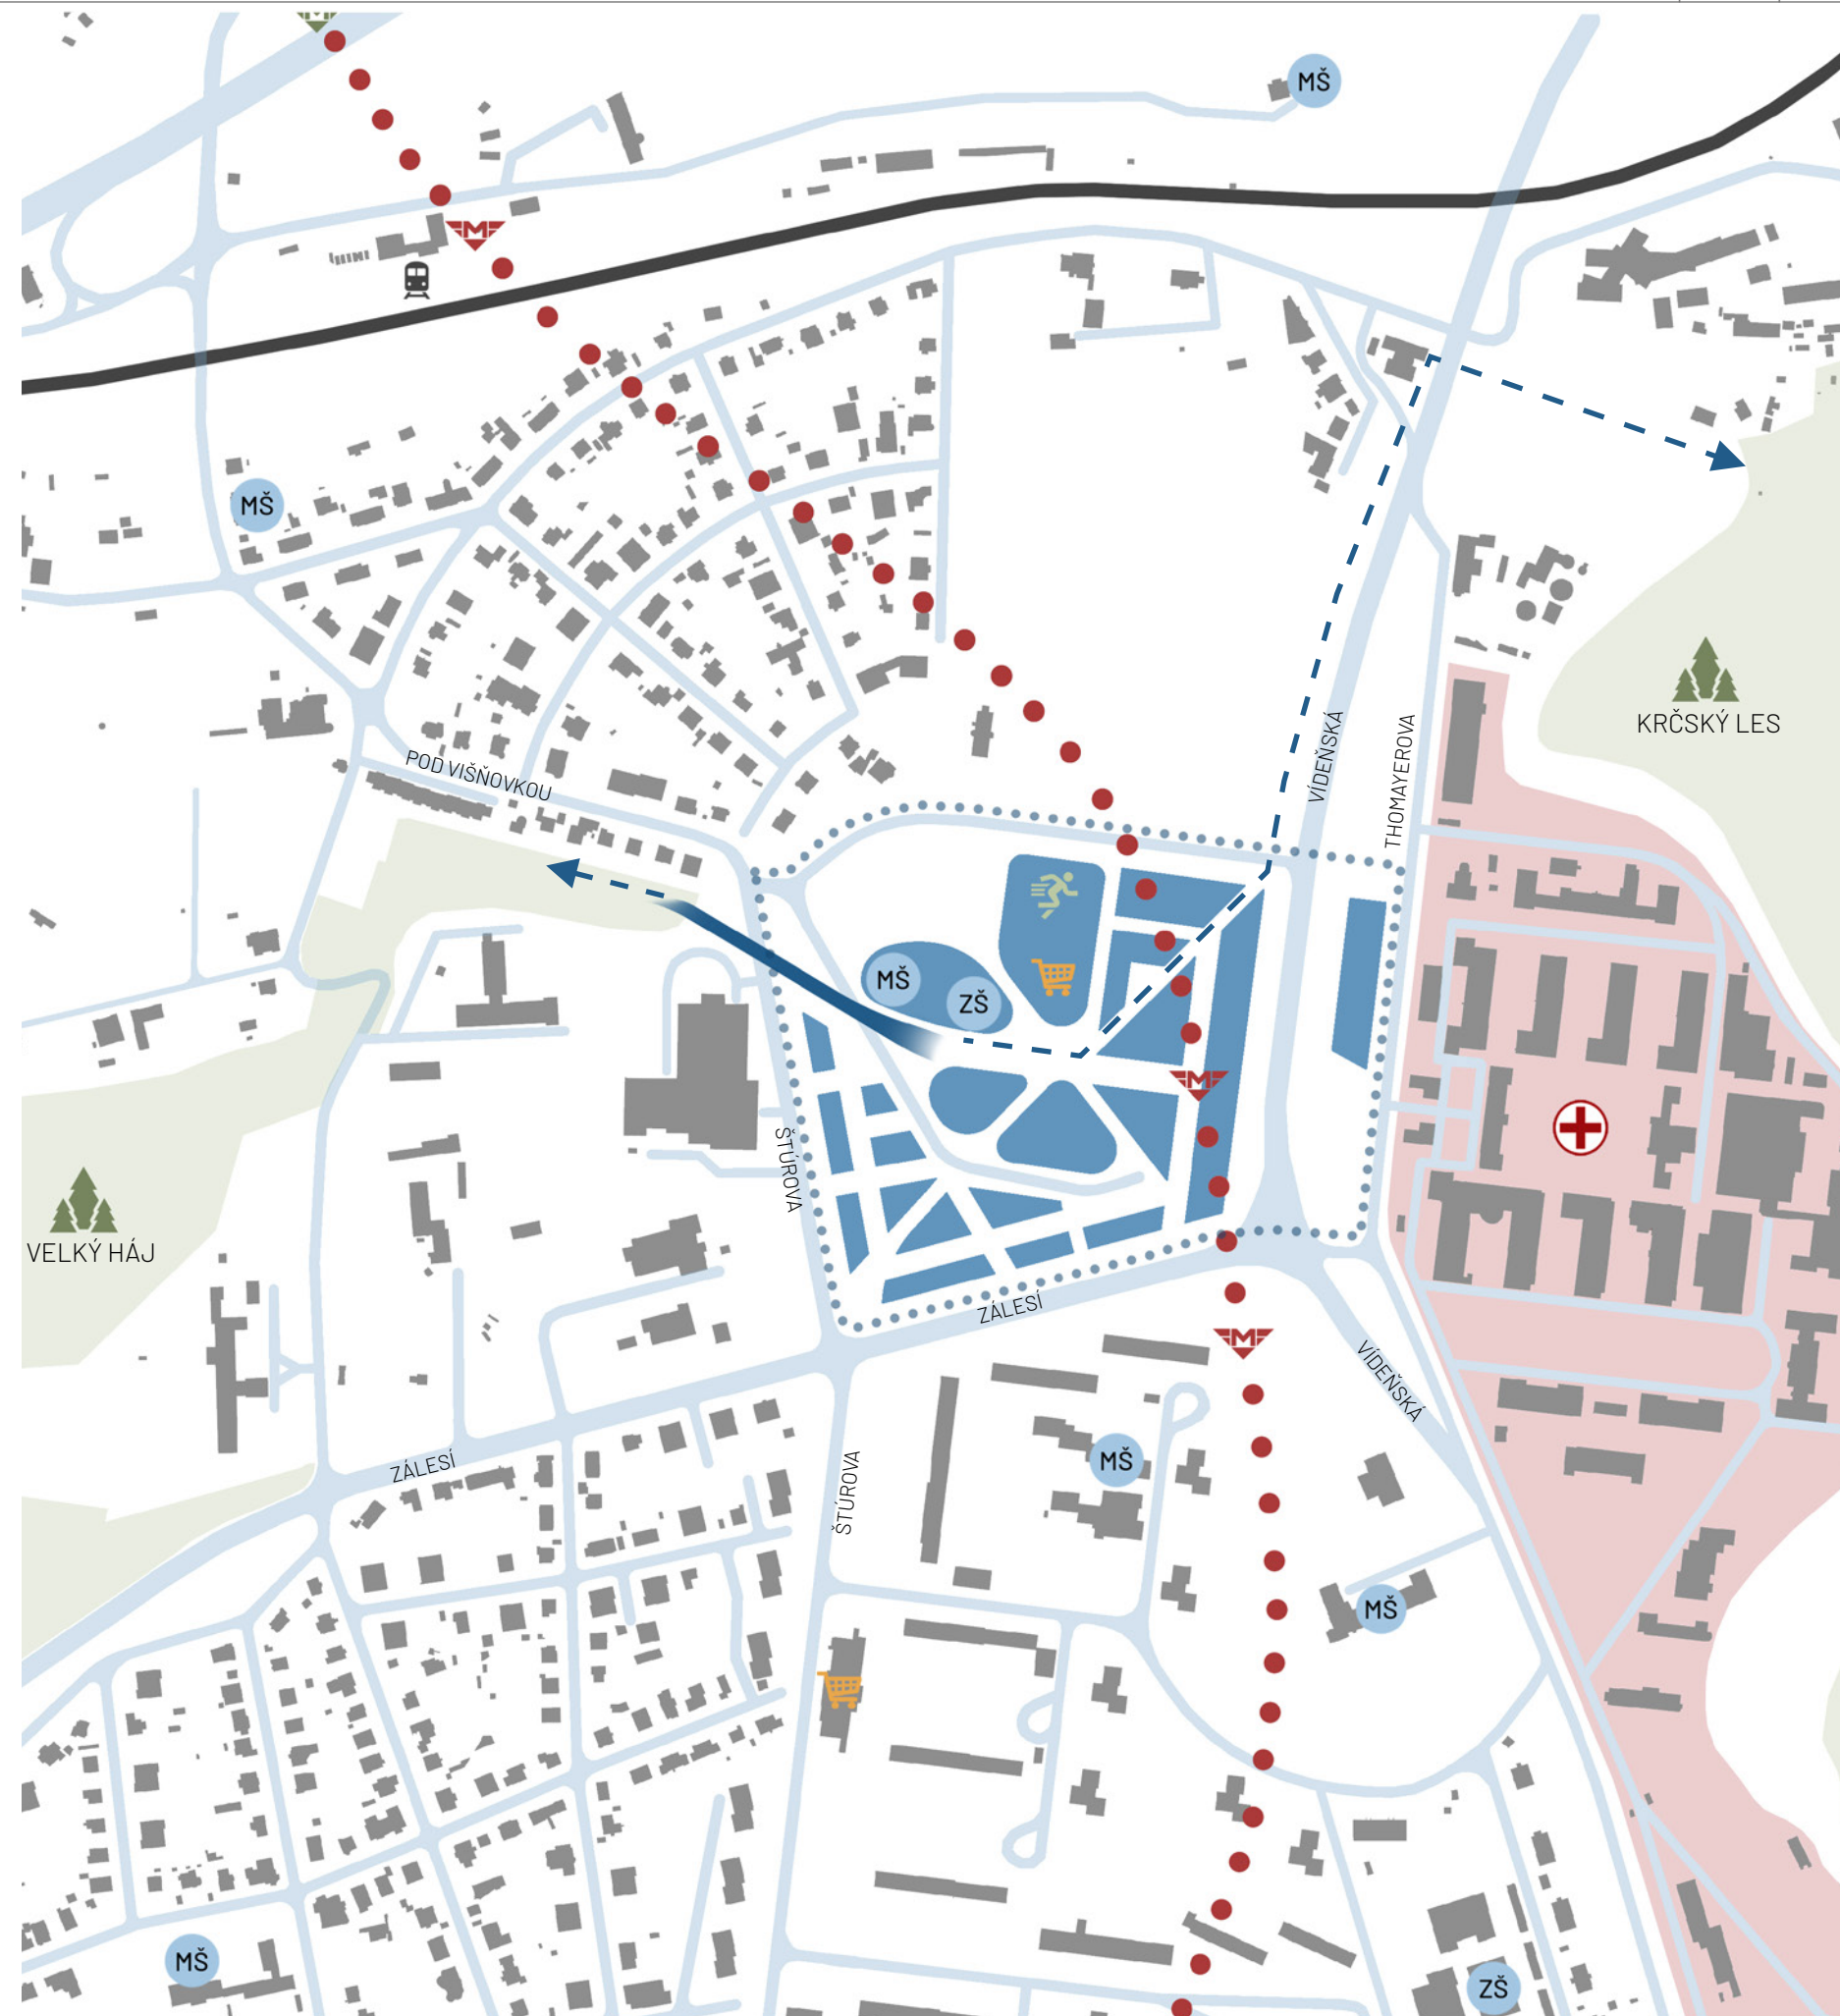 M
MŠ
M
MŠ
KRČSKÝ LES
VÍDEŇSKÁ
THOMAYEROVA
POD VIŠŇOVKOU
MŠ
ZŠ
M
ŠTÚROVA
VELKÝ HÁJ
ZÁLESÍ
M
VÍDEŇSKÁ
ZÁLESÍ
MŠ
ŠTÚROVA
MŠ
MŠ
ZŠ